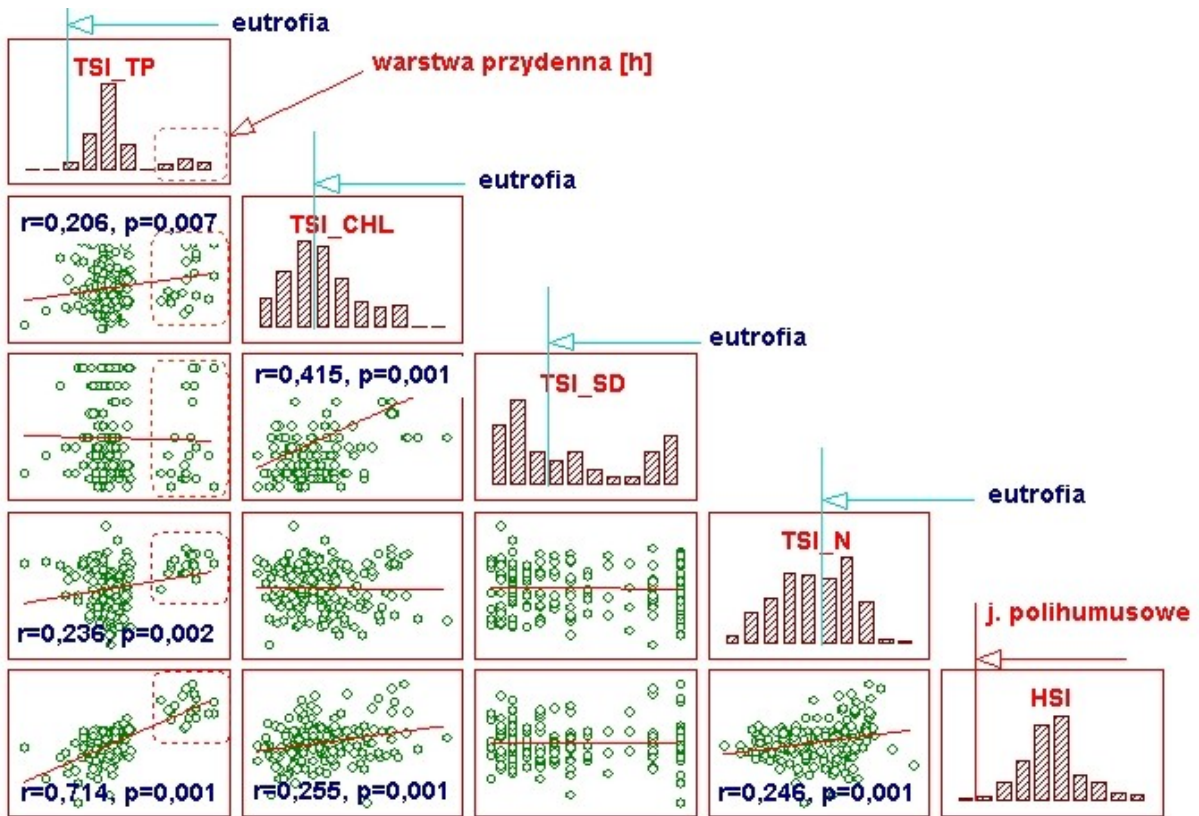 eutrofia
TSI_TP
warstwa przydenna [h]
eutrofia
r=0,206, p=0,007
TSI_CHL
eutrofia
r=0,415, p=0,001
TSI_SD
eutrofia
TSI_N
r=0,236, p=0,002
j. polihumusowe
HSI
r=0,714, p=0,001
r=0,255, p=0,001
r=0,246, p=0,001